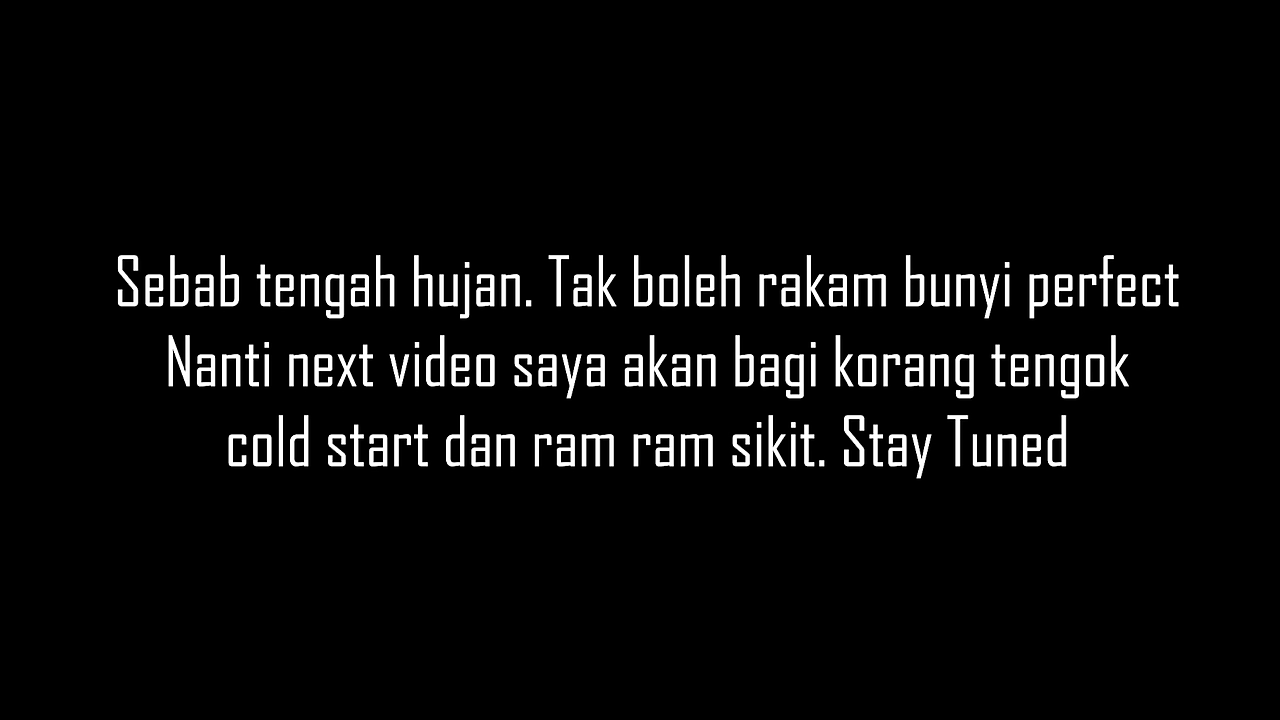 Sebab tengah hujan. Tak boleh rakam bunyi perfect
Nanti next video saya akan bagi korang tengok
cold start dan ram ram sikit. Stay Tuned